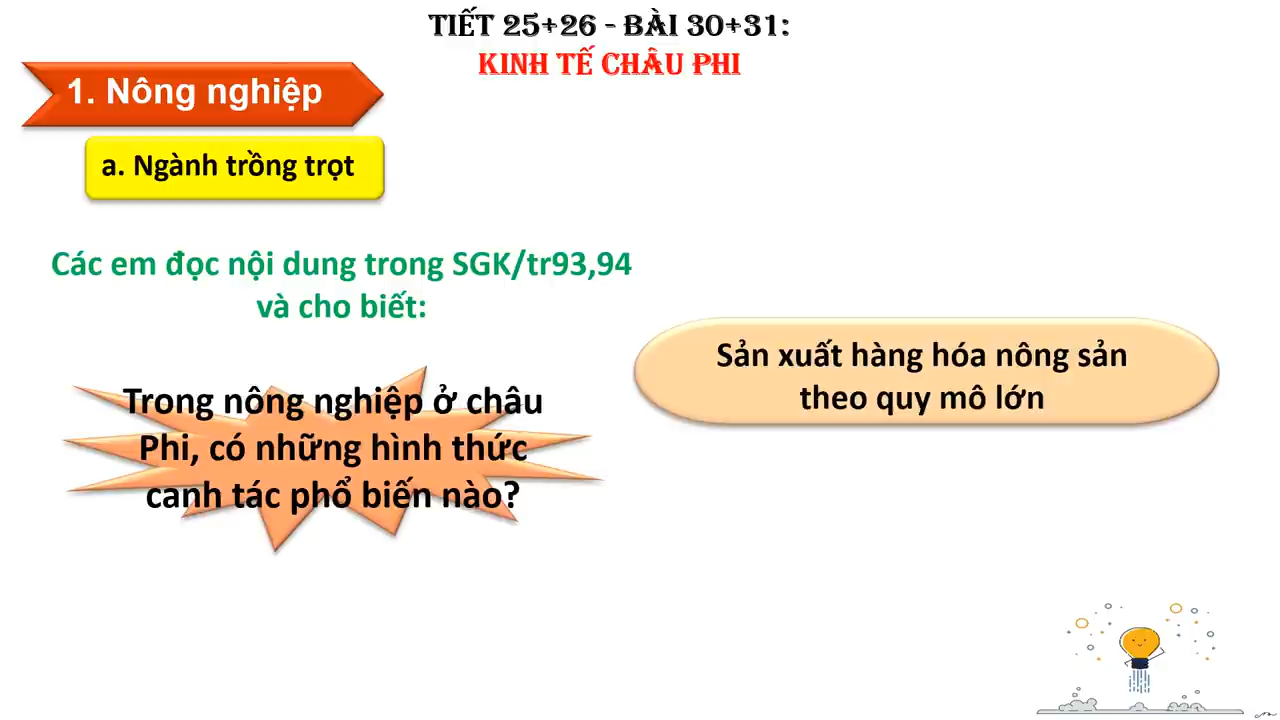 TIẾT 25+26 - BÀI 30+31:
KINH TẾ CHÂU PHI
1. Nông nghiệp
a. Ngành trồng trọt
Các em đọc nội dung trong SGK/tr93,94
và cho biết:
Trong nông nghiệp ở châu
Phi, có những hình thức
canh tác phổ biến nào?
Sản xuất hàng hóa nông sản
theo quy mô lớn